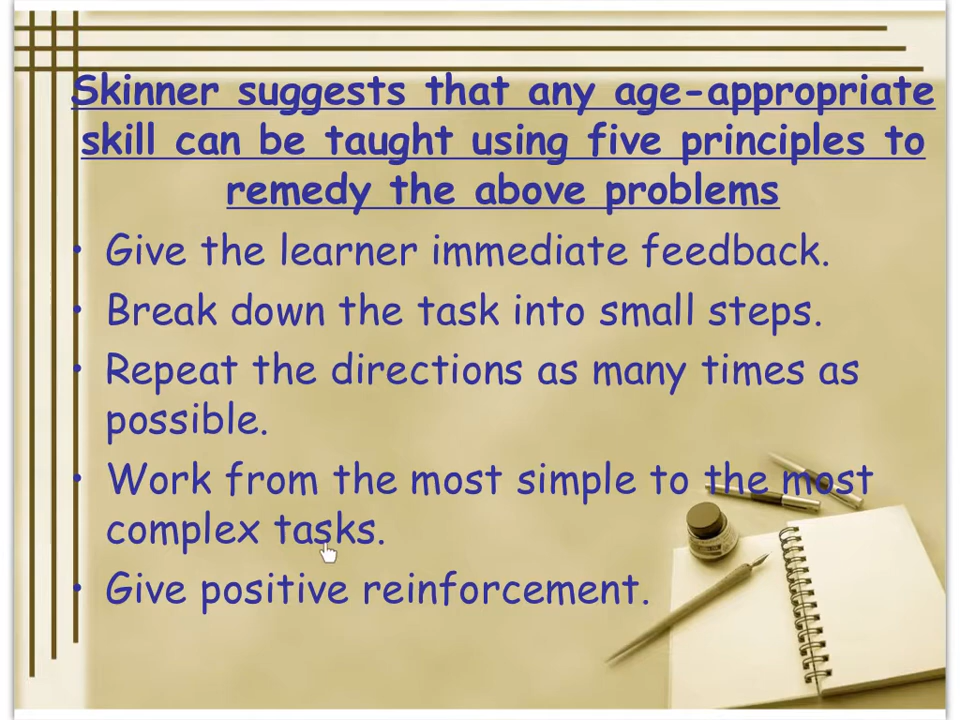 Skinner suggests that any age-appropriate
skill can be taught using five principles to
remedy the above problems
• Give the learner immediate feedback.
• Break down the task into small steps.
• Repeat the directions as many times as
possible.
• Work from the most simple to the most
complex tasks.
• Give positive reinforcement.